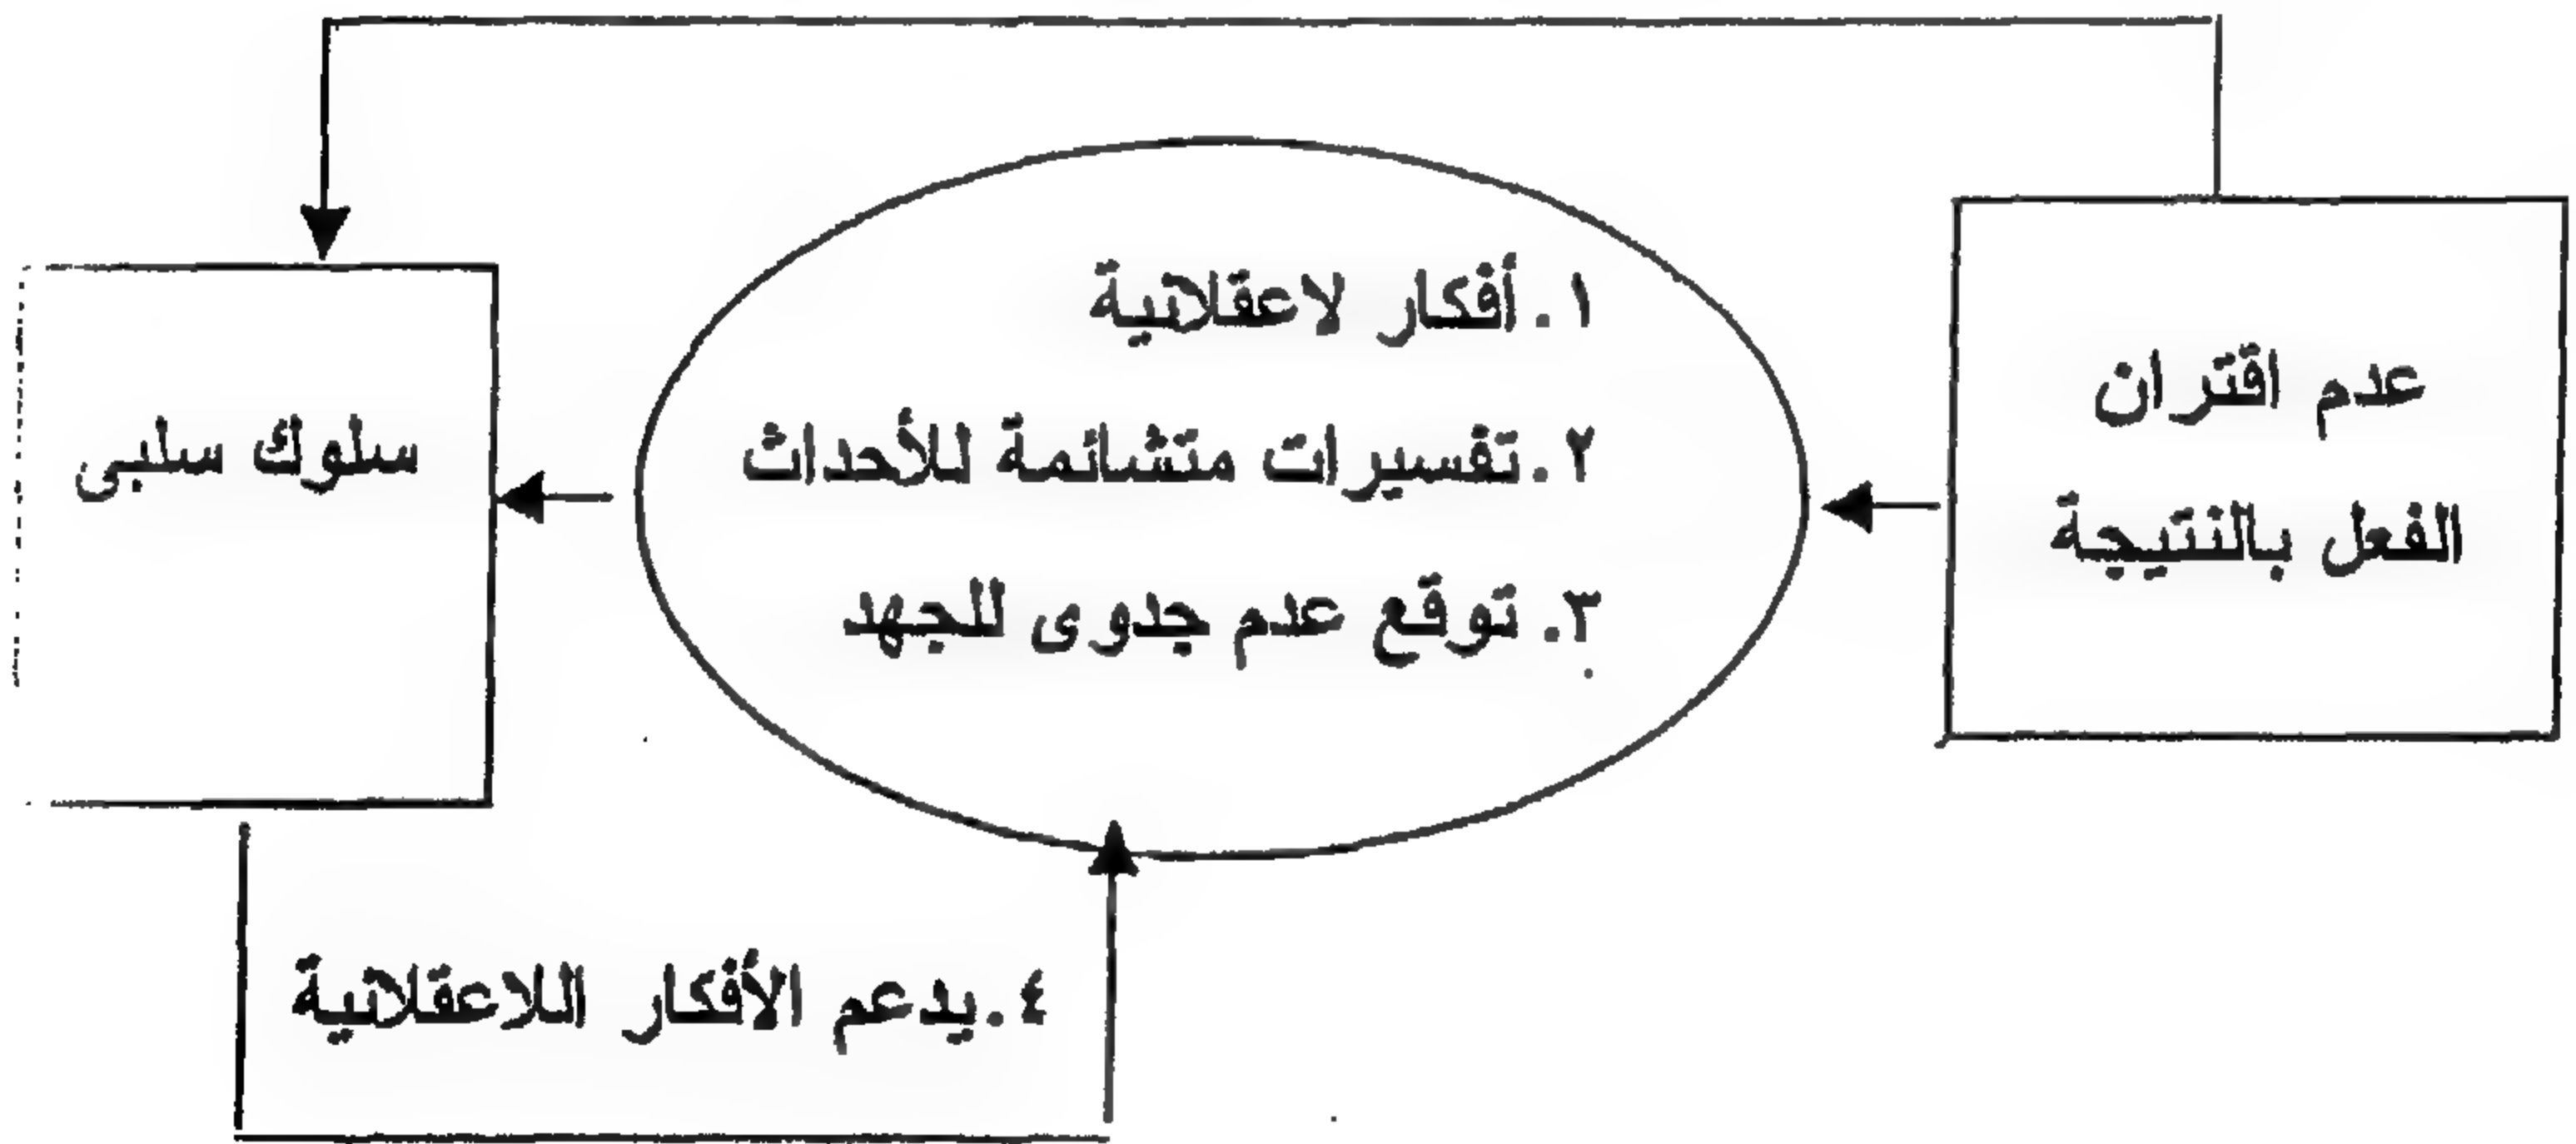 عدم اقتران
الفعل بالنتيجة
١. أفكار لاعقلانية
٢. تفسيرات متشائمة للأحداث
٣. توقع عدم جدوى للجهد
سلوك سلبى
٤. يدعم الأفكار اللاعقلانية